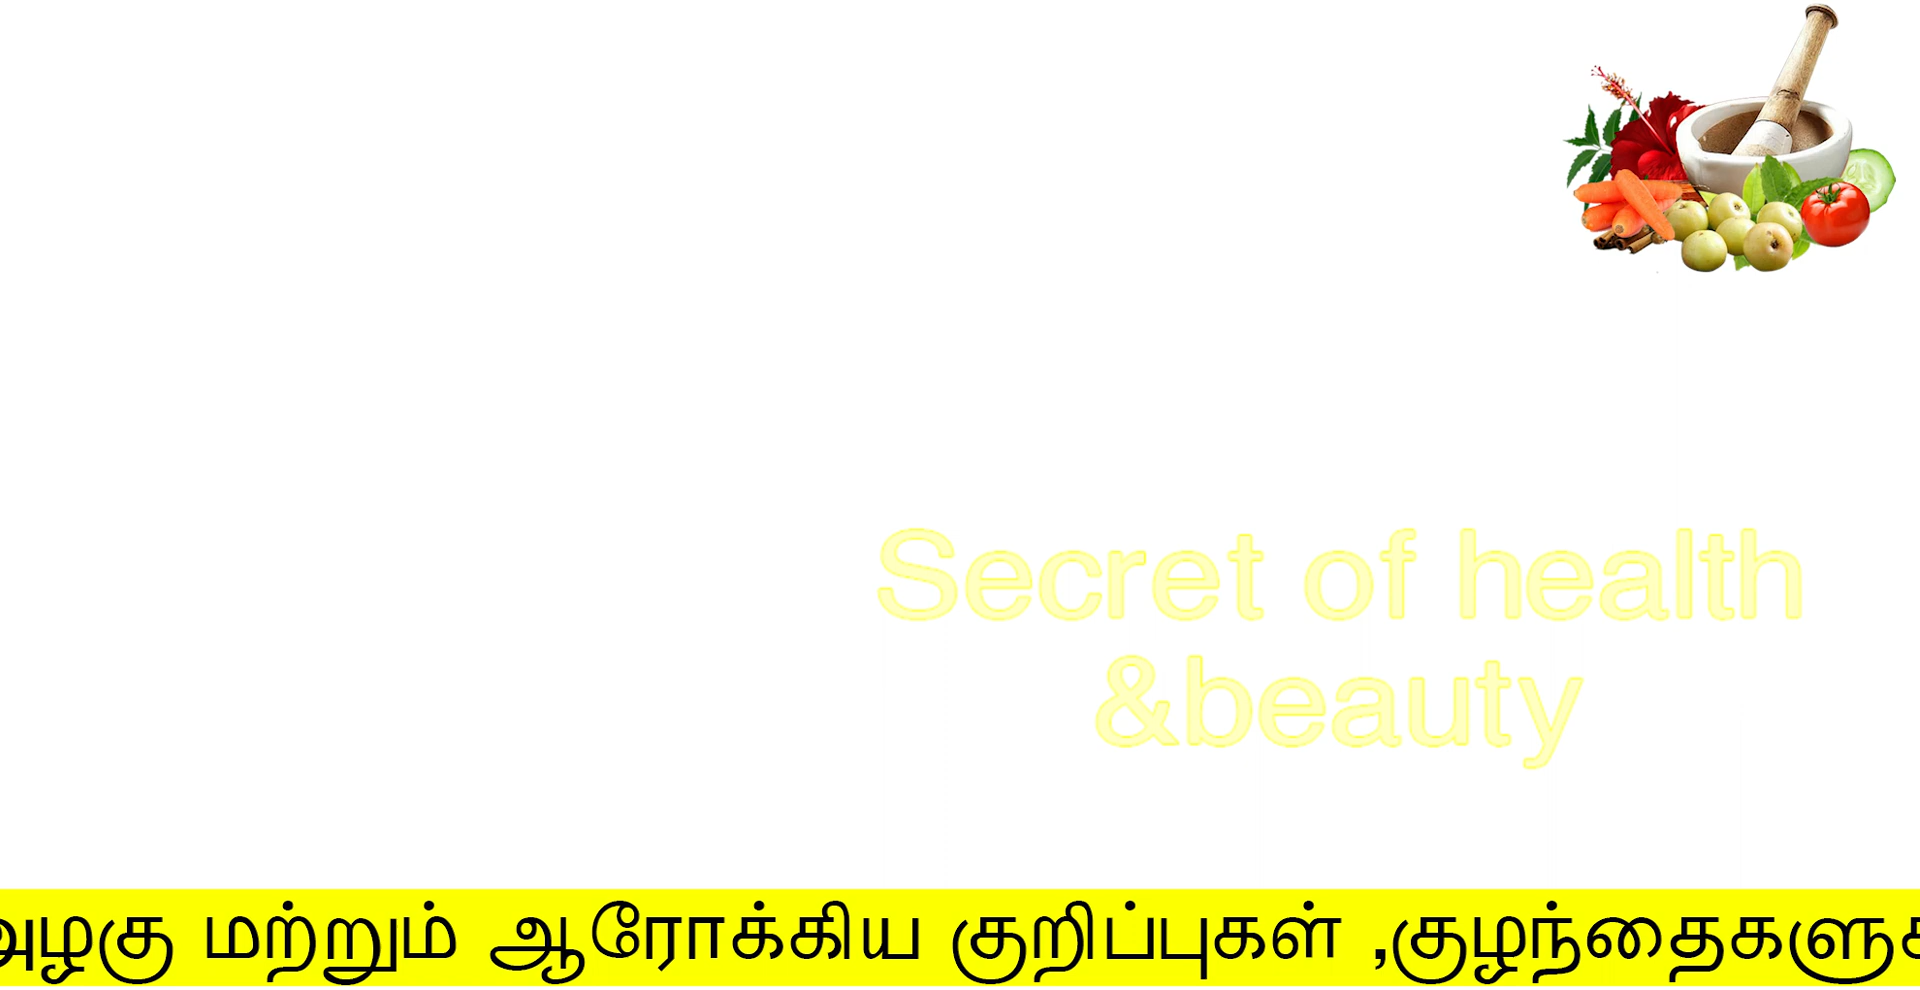 Secret of health
&beauty
அழகு மற்றும் ஆரோக்கிய குறிப்புகள் ,குழந்தைகளுக